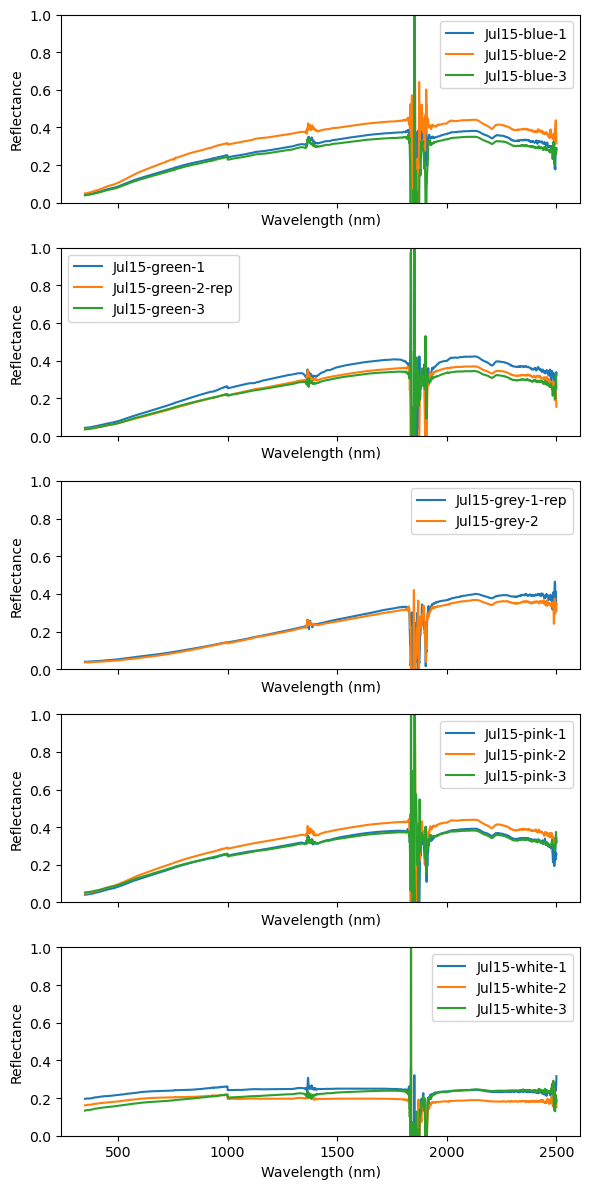 1.0
0.8
0.6
0.4
0.2
0.0
Reflectance
Jul15-blue-1
Jul15-blue-2
Jul15-blue-3
Wavelength (nm)
1.0
0.8
0.6
0.4
0.2
0.0
Reflectance
Jul15-green-1
Jul15-green-2-rep
Jul15-green-3
Wavelength (nm)
1.0
0.8
0.6
0.4
0.2
0.0
Reflectance
Jul15-grey-1-rep
Jul15-grey-2
Wavelength (nm)
1.0
0.8
0.6
0.4
0.2
0.0
Reflectance
Jul15-pink-1
Jul15-pink-2
Jul15-pink-3
Wavelength (nm)
1.0
0.8
0.6
0.4
0.2
0.0
Reflectance
Jul15-white-1
Jul15-white-2
Jul15-white-3
500 1000 1500 2000 2500
Wavelength (nm)